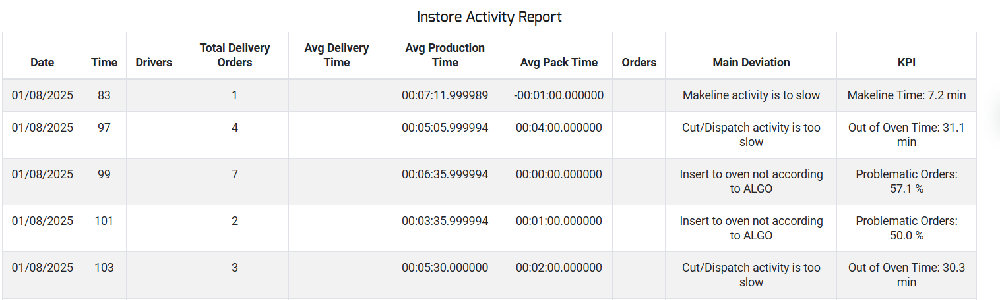 Instore Activity Report
Date Time Drivers Total Delivery Orders Avg Delivery Time Avg Production Time Avg Pack Time Orders Main Deviation KPI
01/08/2025 83 1 00:07:11.999989 -00:01:00.000000 Makeline activity is to slow Makeline Time: 7.2 min
01/08/2025 97 4 00:05:05.999994 00:04:00.000000 Cut/Dispatch activity is too slow Out of Oven Time: 31.1 min
01/08/2025 99 7 00:06:35.999994 00:00:00.000000 Insert to oven not according to ALGO Problematic Orders: 57.1 %
01/08/2025 101 2 00:03:35.999994 00:01:00.000000 Insert to oven not according to ALGO Problematic Orders: 50.0 %
01/08/2025 103 3 00:05:30.000000 00:02:00.000000 Cut/Dispatch activity is too slow Out of Oven Time: 30.3 min